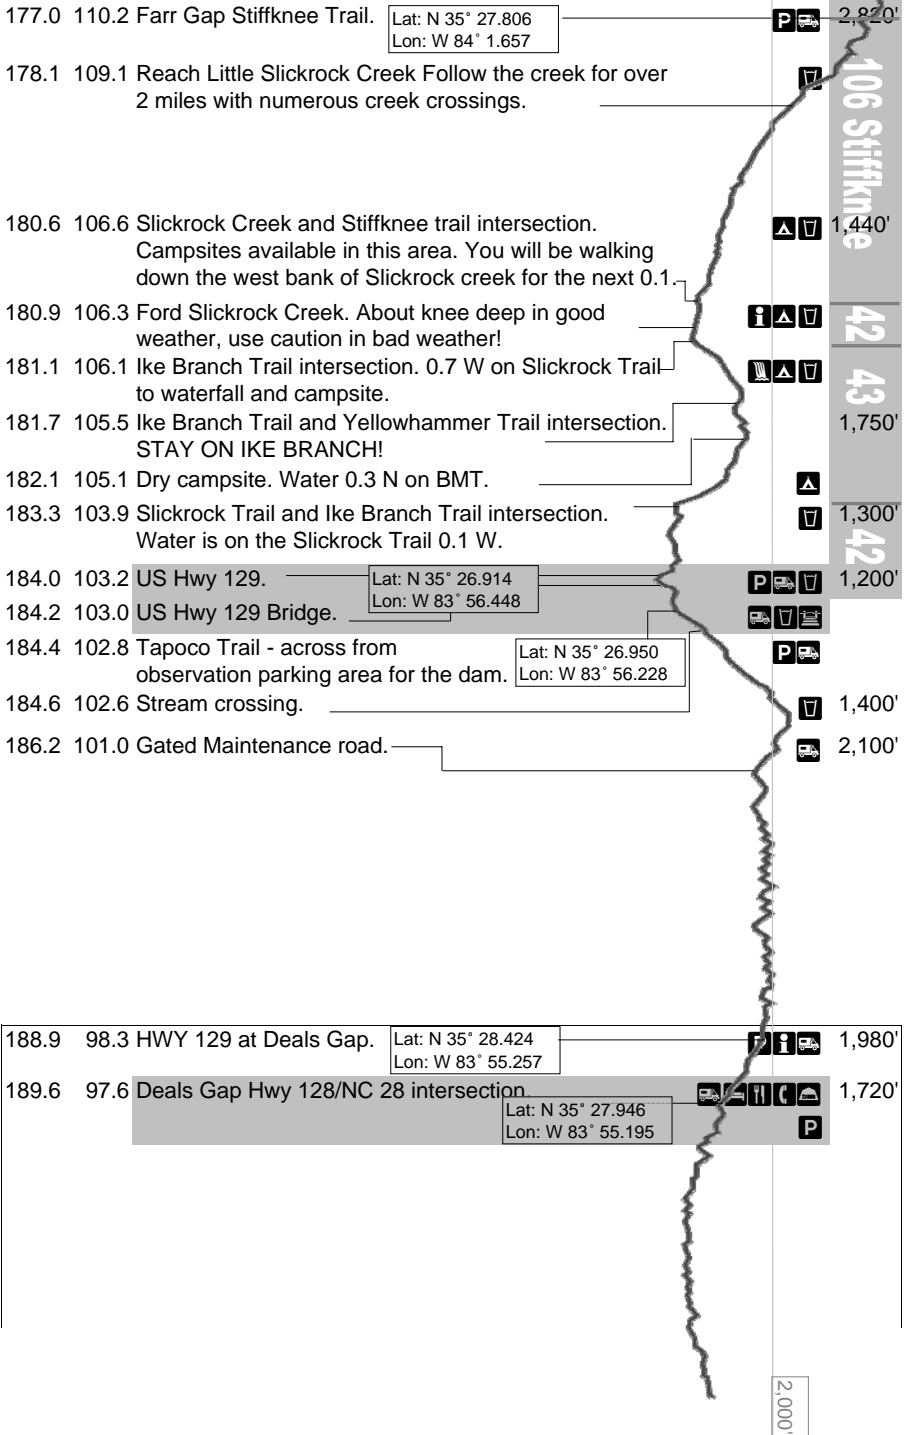 177.0 110.2 Farr Gap Stiffknee Trail. Lat: N 35° 27.806 P 2,820'
Lon: W 84° 1.657
178.1 109.1 Reach Little Slickrock Creek Follow the creek for over
2 miles with numerous creek crossings.
106 Stiffknee
180.6 106.6 Slickrock Creek and Stiffknee trail intersection. 1,440'
Campsites available in this area. You will be walking
down the west bank of Slickrock creek for the next 0.1.
180.9 106.3 Ford Slickrock Creek. About knee deep in good i 42
weather, use caution in bad weather!
181.1 106.1 Ike Branch Trail intersection. 0.7 W on Slickrock Trail 43
to waterfall and campsite.
181.7 105.5 Ike Branch Trail and Yellowhammer Trail intersection. 1,750'
STAY ON IKE BRANCH!
182.1 105.1 Dry campsite. Water 0.3 N on BMT.
183.3 103.9 Slickrock Trail and Ike Branch Trail intersection. 1,300'
Water is on the Slickrock Trail 0.1 W. 42
184.0 103.2 US Hwy 129. Lat: N 35° 26.914 P 1,200'
Lon: W 83° 56.448
184.2 103.0 US Hwy 129 Bridge.
184.4 102.8 Tapoco Trail - across from Lat: N 35° 26.950 P
observation parking area for the dam. Lon: W 83° 56.228
184.6 102.6 Stream crossing. 1,400'
186.2 101.0 Gated Maintenance road. 2,100'
188.9 98.3 HWY 129 at Deals Gap. Lat: N 35° 28.424 P i 1,980'
Lon: W 83° 55.257
189.6 97.6 Deals Gap Hwy 128/NC 28 intersection. 1,720'
Lat: N 35° 27.946
Lon: W 83° 55.195 P
2,000'